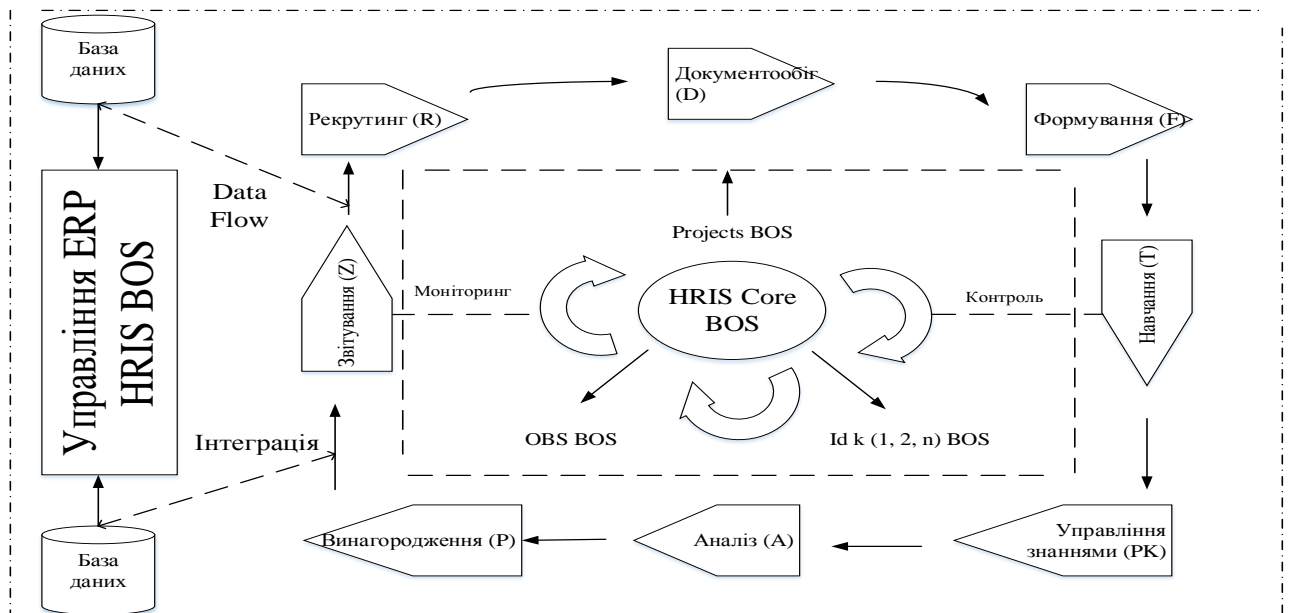 База
даних
Документообіг
(D)
Рекрутинг (R)
Формування (F)
Data
Flow
Управління ERP
HRIS BOS
Projects BOS
Звітування (Z)
Моніторинг
HRIS Core
BOS
Контроль
Навчання (T)
Інтеграція
OBS BOS
Id k (1, 2, n) BOS
Винагородження (P)
Аналіз (A)
Управління
знаннями (PK)
База
даних